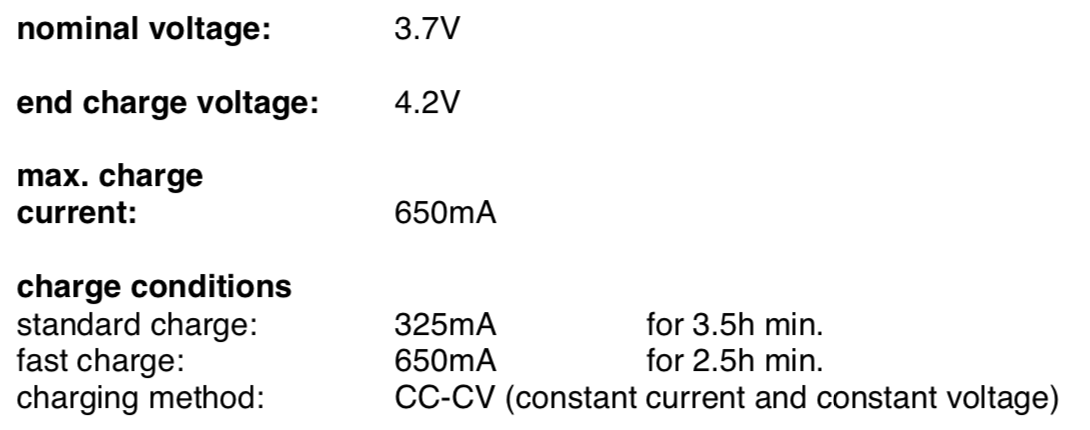 nominal voltage: 3.7V
end charge voltage: 4.2V
max. charge
current: 650mA
charge conditions
standard charge: 325mA for 3.5h min.
fast charge: 650mA for 2.5h min.
charging method: CC-CV (constant current and constant voltage)